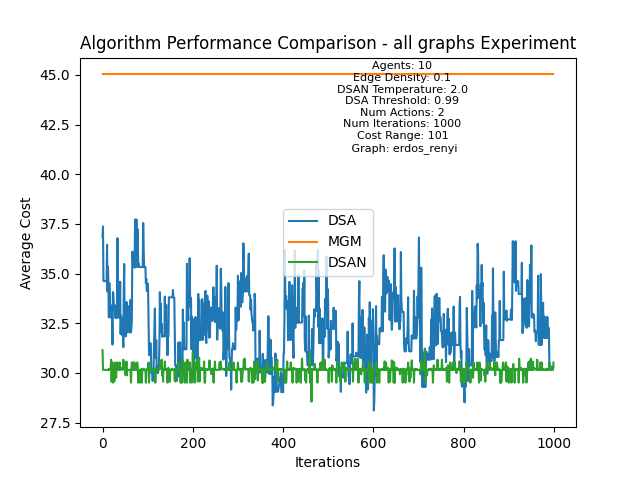 Algorithm Performance Comparison - all graphs Experiment
45.0
42.5
40.0
37.5
35.0
32.5
30.0
27.5
Average Cost
Agents: 10
Edge Density: 0.1
DSAN Temperature: 2.0
DSA Threshold: 0.99
Num Actions: 2
Num Iterations: 1000
Cost Range: 101
Graph: erdos_renyi
DSA
MGM
DSAN
0 200 400 600 800 1000
Iterations